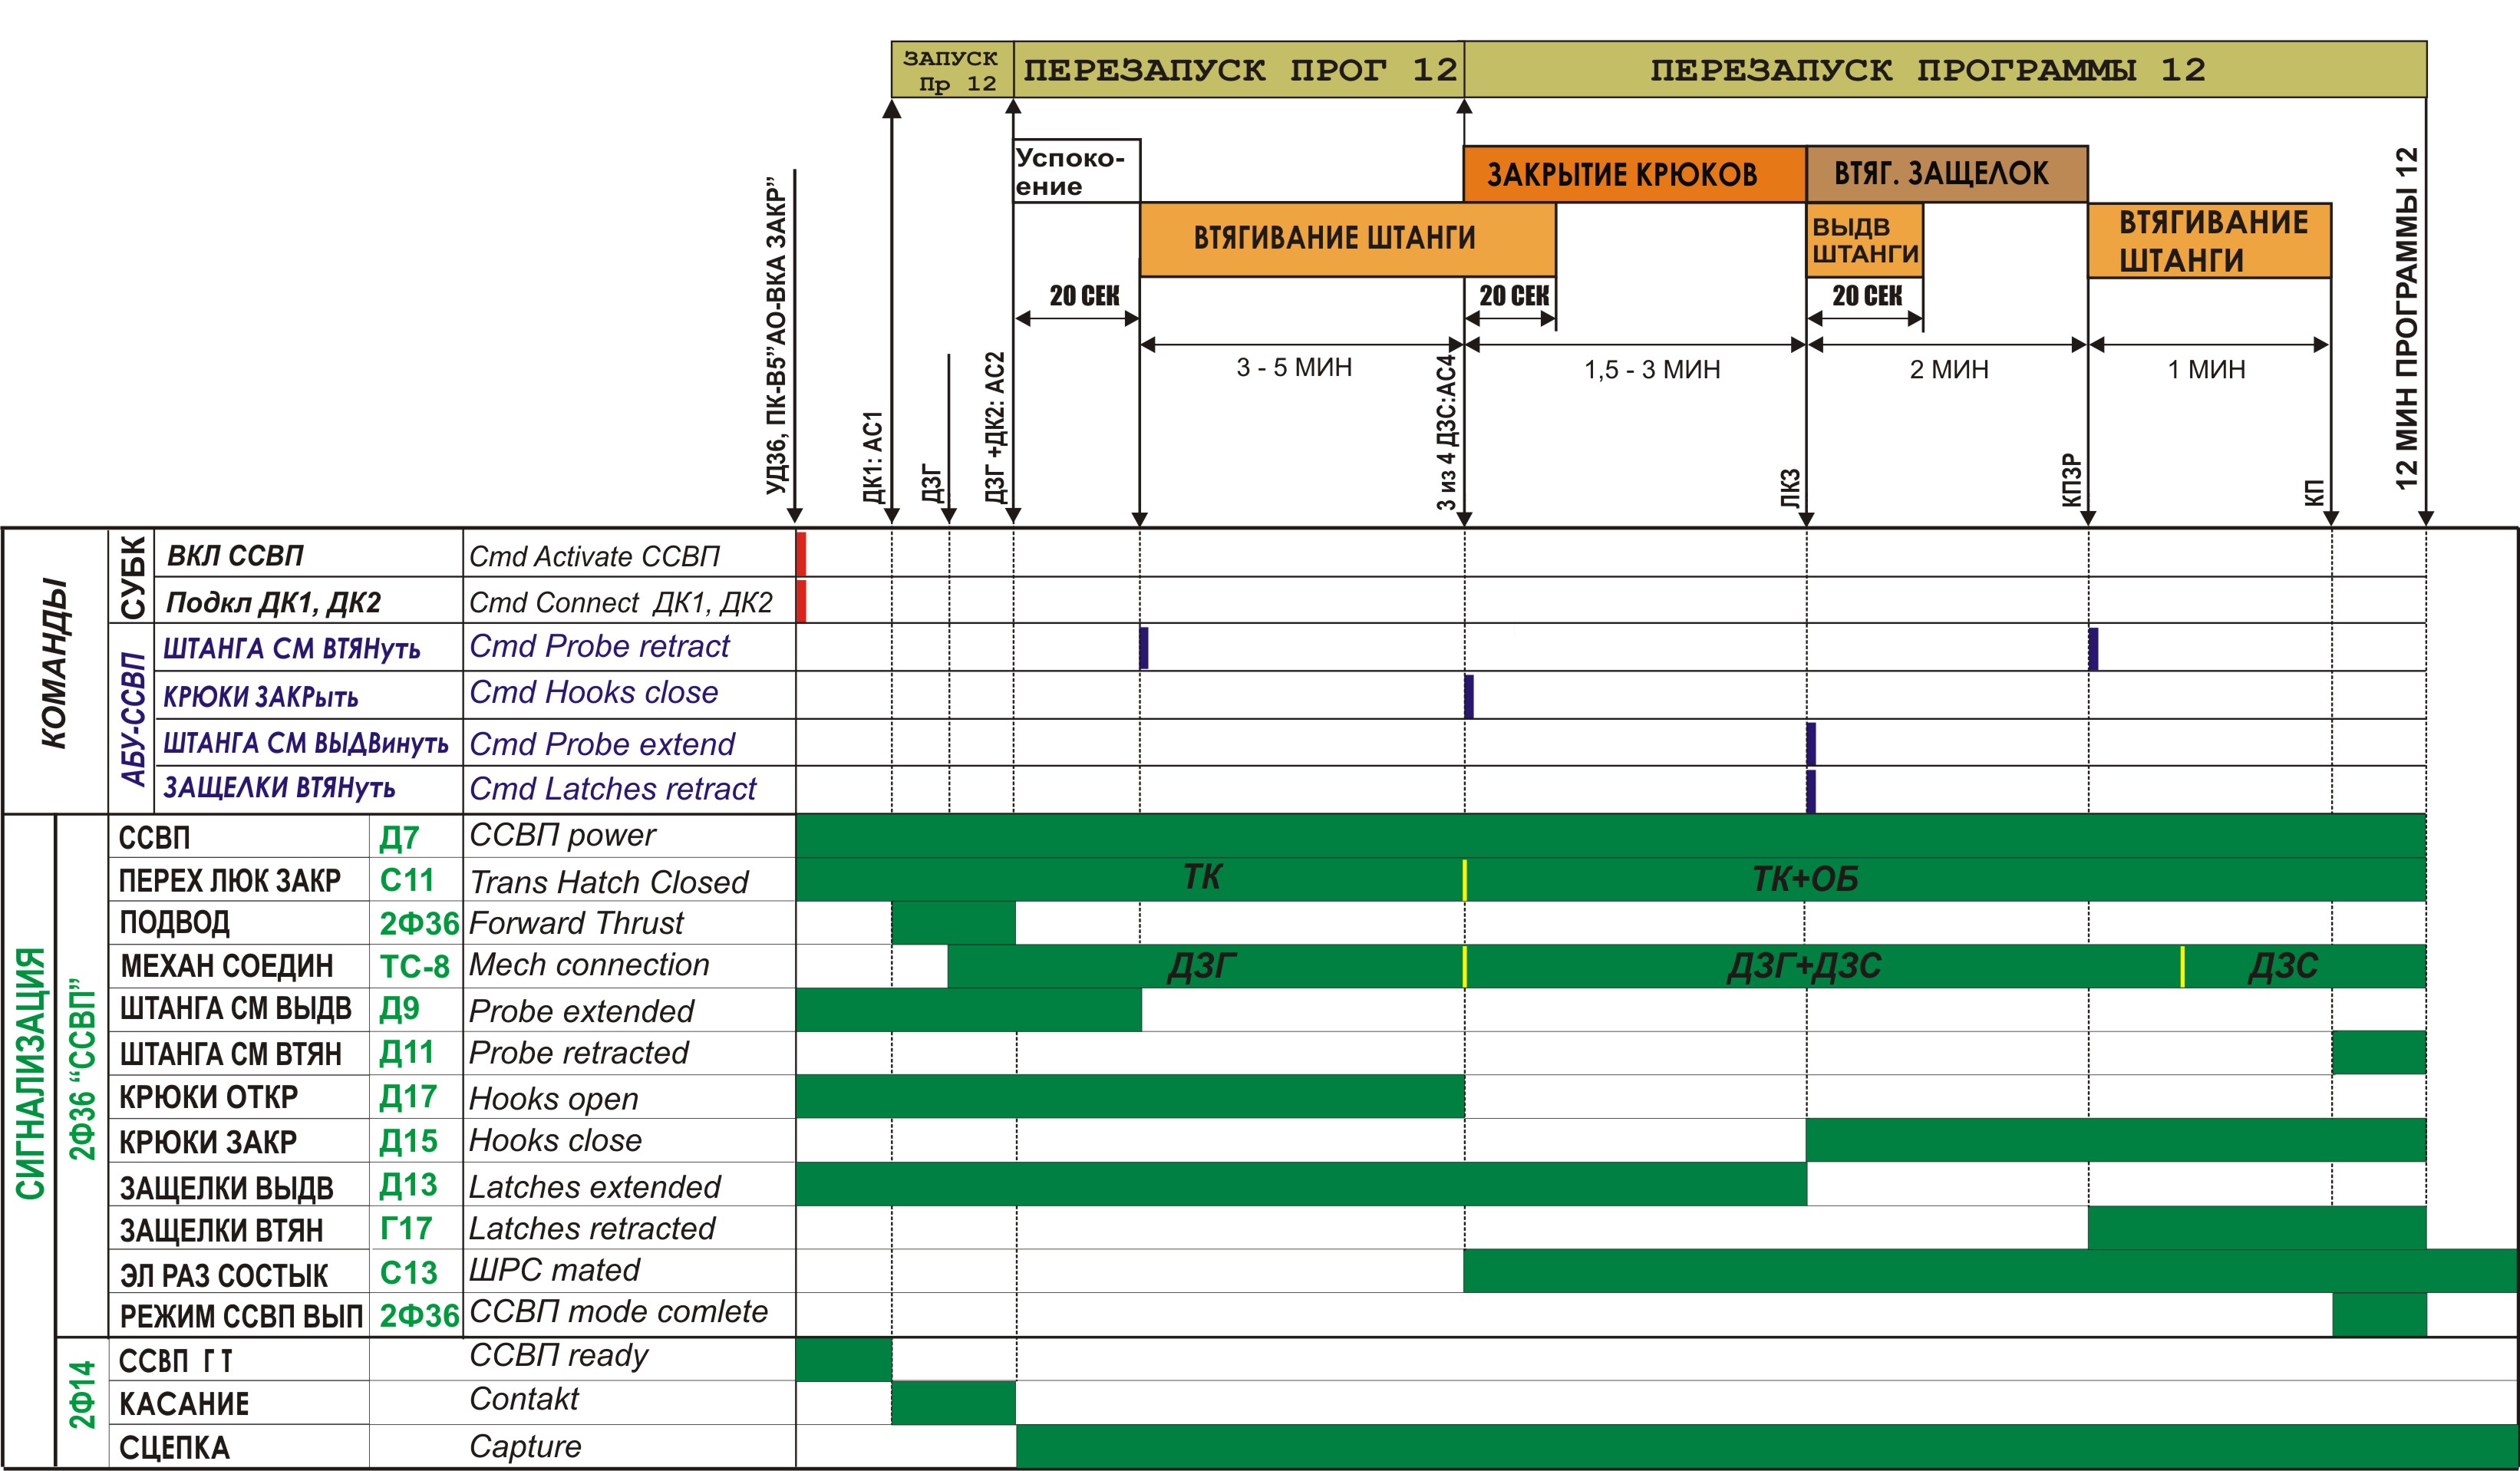 ЗАПУСК
Пр 12
ПЕРЕЗАПУСК ПРОГ 12
ПЕРЕЗАПУСК ПРОГРАММЫ 12
Успоко-
ение
ЗАКРЫТИЕ КРЮКОВ
ВТЯГ. ЗАЩЕЛОК
ВТЯГИВАНИЕ ШТАНГИ
ВЫДВ
ШТАНГИ
ВТЯГИВАНИЕ
ШТАНГИ
20 СЕК
20 СЕК
20 СЕК
3 - 5 МИН
1,5 - 3 МИН
2 МИН
1 МИН
УД36, ПК-В5"АО-ВКА ЗАКР"
ДК1: АС1
ДЗГ
ДЗГ +ДК2: АС2
3 из 4 ДЗС:АС4
ЛКЗ
КПЗР
КП
12 МИН ПРОГРАММЫ 12
КОМАНДЫ
СУБК
ВКЛ ССВП Cmd Activate ССВП
Подкл ДК1, ДК2 Cmd Connect ДК1, ДК2
АБУ-ССВП
ШТАНГА СМ ВТЯНуть Cmd Probe retract
КРЮКИ ЗАКРыть Cmd Hooks close
ШТАНГА СМ ВЫДВинуть Cmd Probe extend
ЗАЩЕЛКИ ВТЯНуть Cmd Latches retract
СИГНАЛИЗАЦИЯ
2Ф36 “ССВП”
ССВП Д7 ССВП power
ПЕРЕХ ЛЮК ЗАКР С11 Trans Hatch Closed ТК ТК+ОБ
ПОДВОД 2Ф36 Forward Thrust
МЕХАН СОЕДИН ТС-8 Mech connection ДЗГ ДЗГ+ДЗС ДЗС
ШТАНГА СМ ВЫДВ Д9 Probe extended
ШТАНГА СМ ВТЯН Д11 Probe retracted
КРЮКИ ОТКР Д17 Hooks open
КРЮКИ ЗАКР Д15 Hooks close
ЗАЩЕЛКИ ВЫДВ Д13 Latches extended
ЗАЩЕЛКИ ВТЯН Г17 Latches retracted
ЭЛ РАЗ СОСТЫК С13 ШРС mated
РЕЖИМ ССВП ВЫП 2Ф36 ССВП mode comlete
2Ф14
ССВП Г Т ССВП ready
КАСАНИЕ Contakt
СЦЕПКА Capture